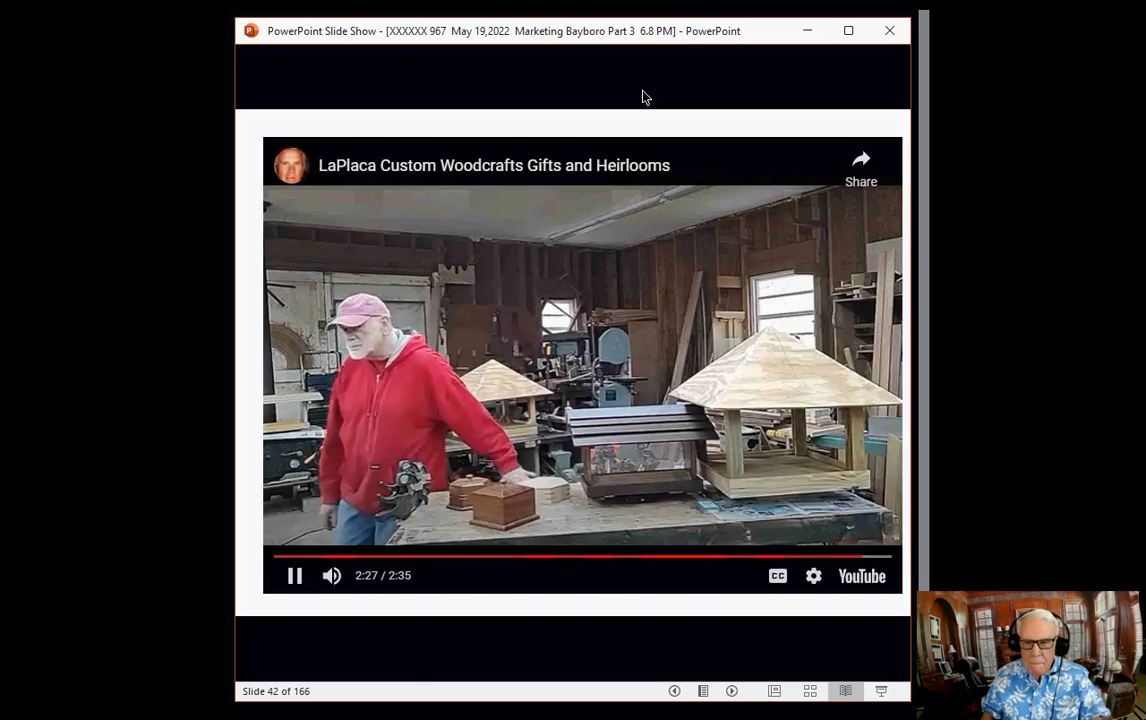 PowerPoint Slide Show - [XXXXXX 967 May 19,2022 Marketing Bayboro Part 3 6.8 PM] - PowerPoint
LaPlaca Custom Woodcrafts Gifts and Heirlooms
Share
2:27 / 2:35
CC
YouTube
Slide 42 of 166